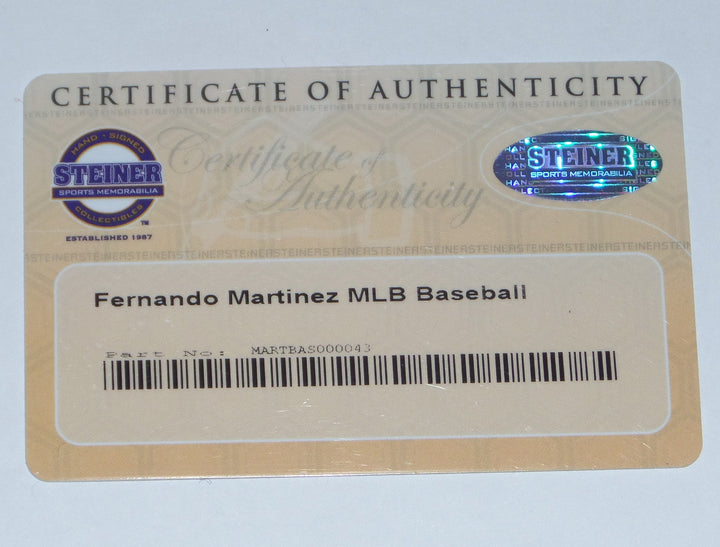 CERTIFICATE OF AUTHENTICITY
HAND · SIGNED
STEINER
SPORTS MEMORABILIA
COLLECTIBLES
TM
ESTABLISHED 1987
Certificate of
Authenticity
STEINER
SPORTS MEMORABILIA
Fernando Martinez MLB Baseball
Part No: MARTBAS000043